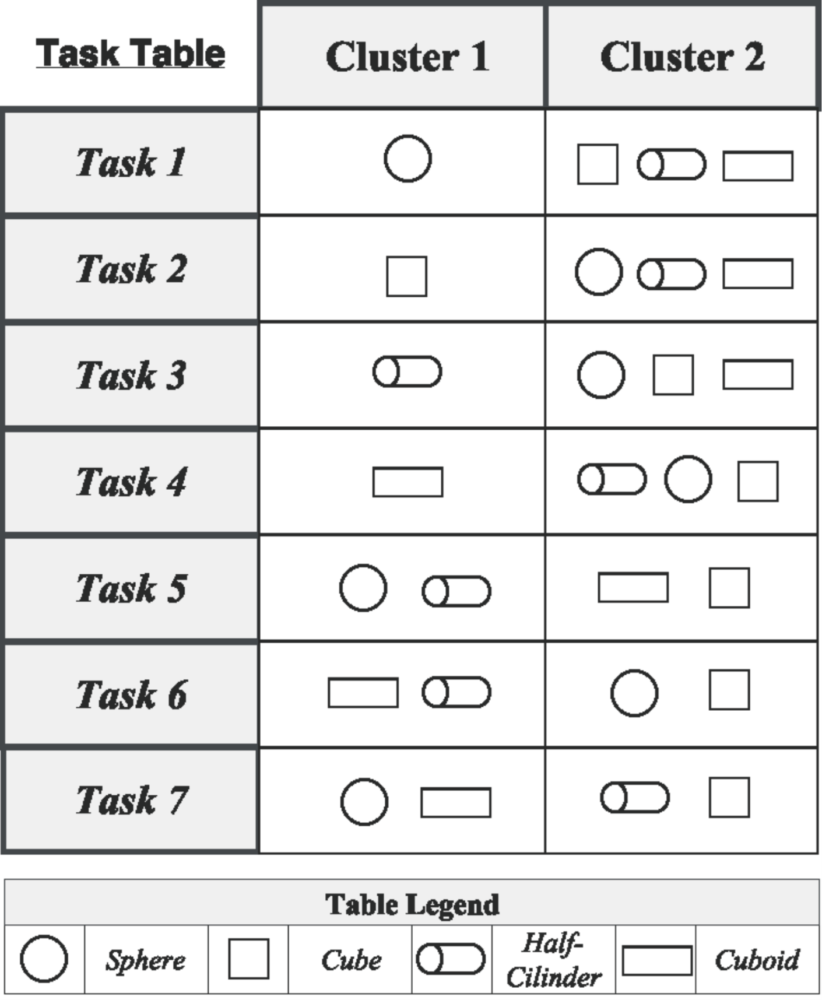 Task Table
Cluster 1
Cluster 2
Task 1
Task 2
Task 3
Task 4
Task 5
Task 6
Task 7
Table Legend
Sphere
Cube
Half-
Cilinder
Cuboid